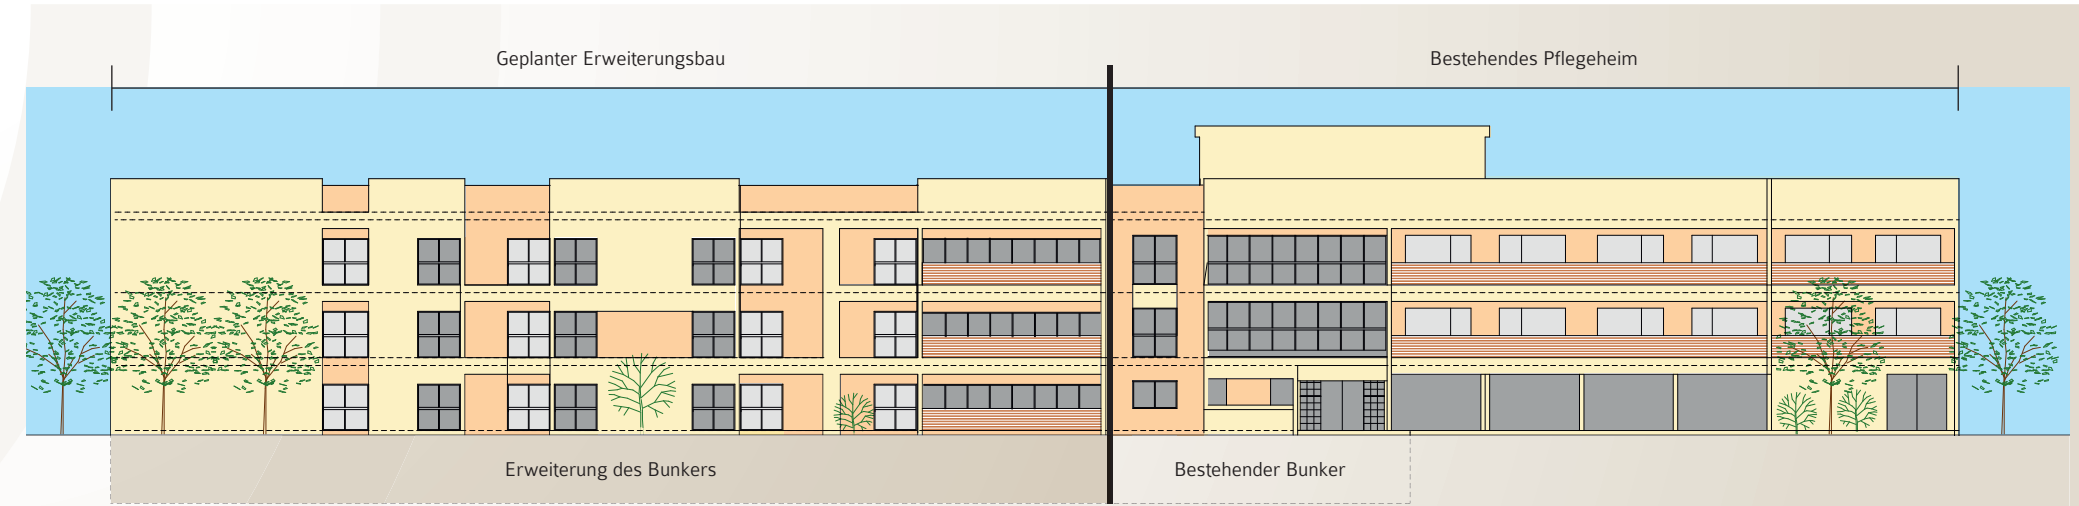 Geplanter Erweiterungsbau
Bestehendes Pflegeheim
Erweiterung des Bunkers
Bestehender Bunker